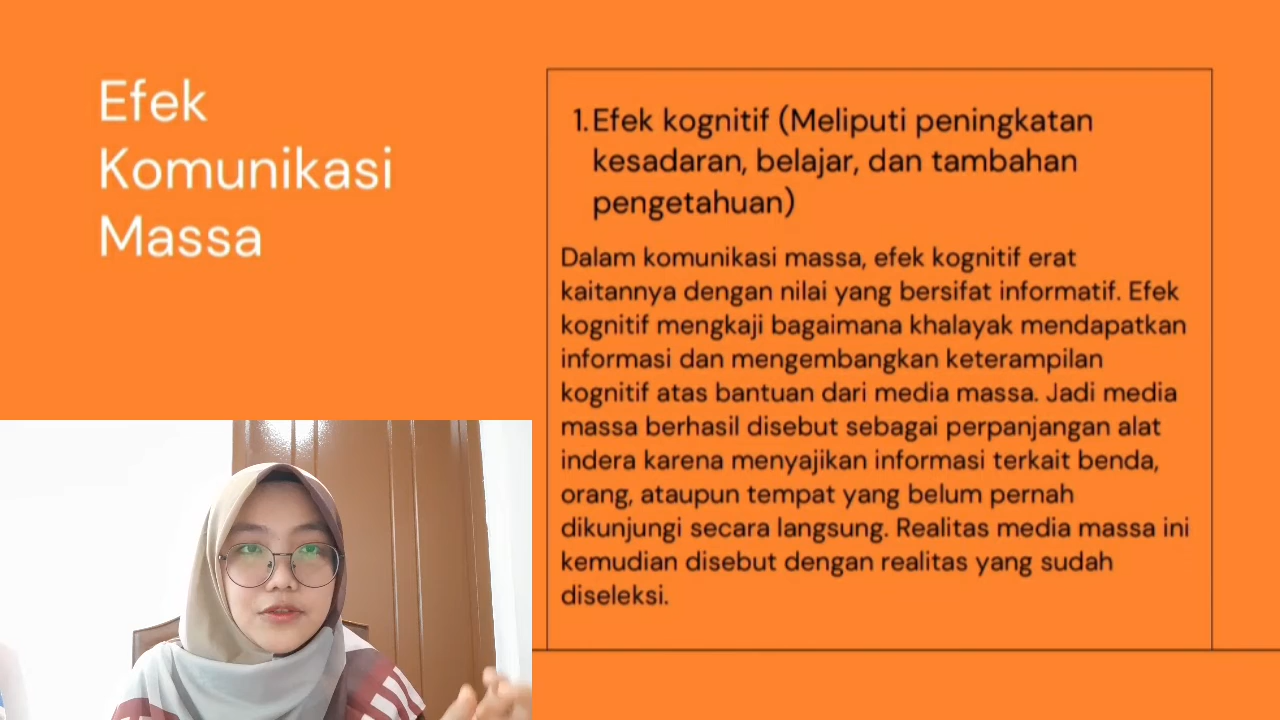 Efek
Komunikasi
Massa
1. Efek kognitif (Meliputi peningkatan
kesadaran, belajar, dan tambahan
pengetahuan)
Dalam komunikasi massa, efek kognitif erat
kaitannya dengan nilai yang bersifat informatif. Efek
kognitif mengkaji bagaimana khalayak mendapatkan
informasi dan mengembangkan keterampilan
kognitif atas bantuan dari media massa. Jadi media
massa berhasil disebut sebagai perpanjangan alat
indera karena menyajikan informasi terkait benda,
orang, ataupun tempat yang belum pernah
dikunjungi secara langsung. Realitas media massa ini
kemudian disebut dengan realitas yang sudah
diseleksi.